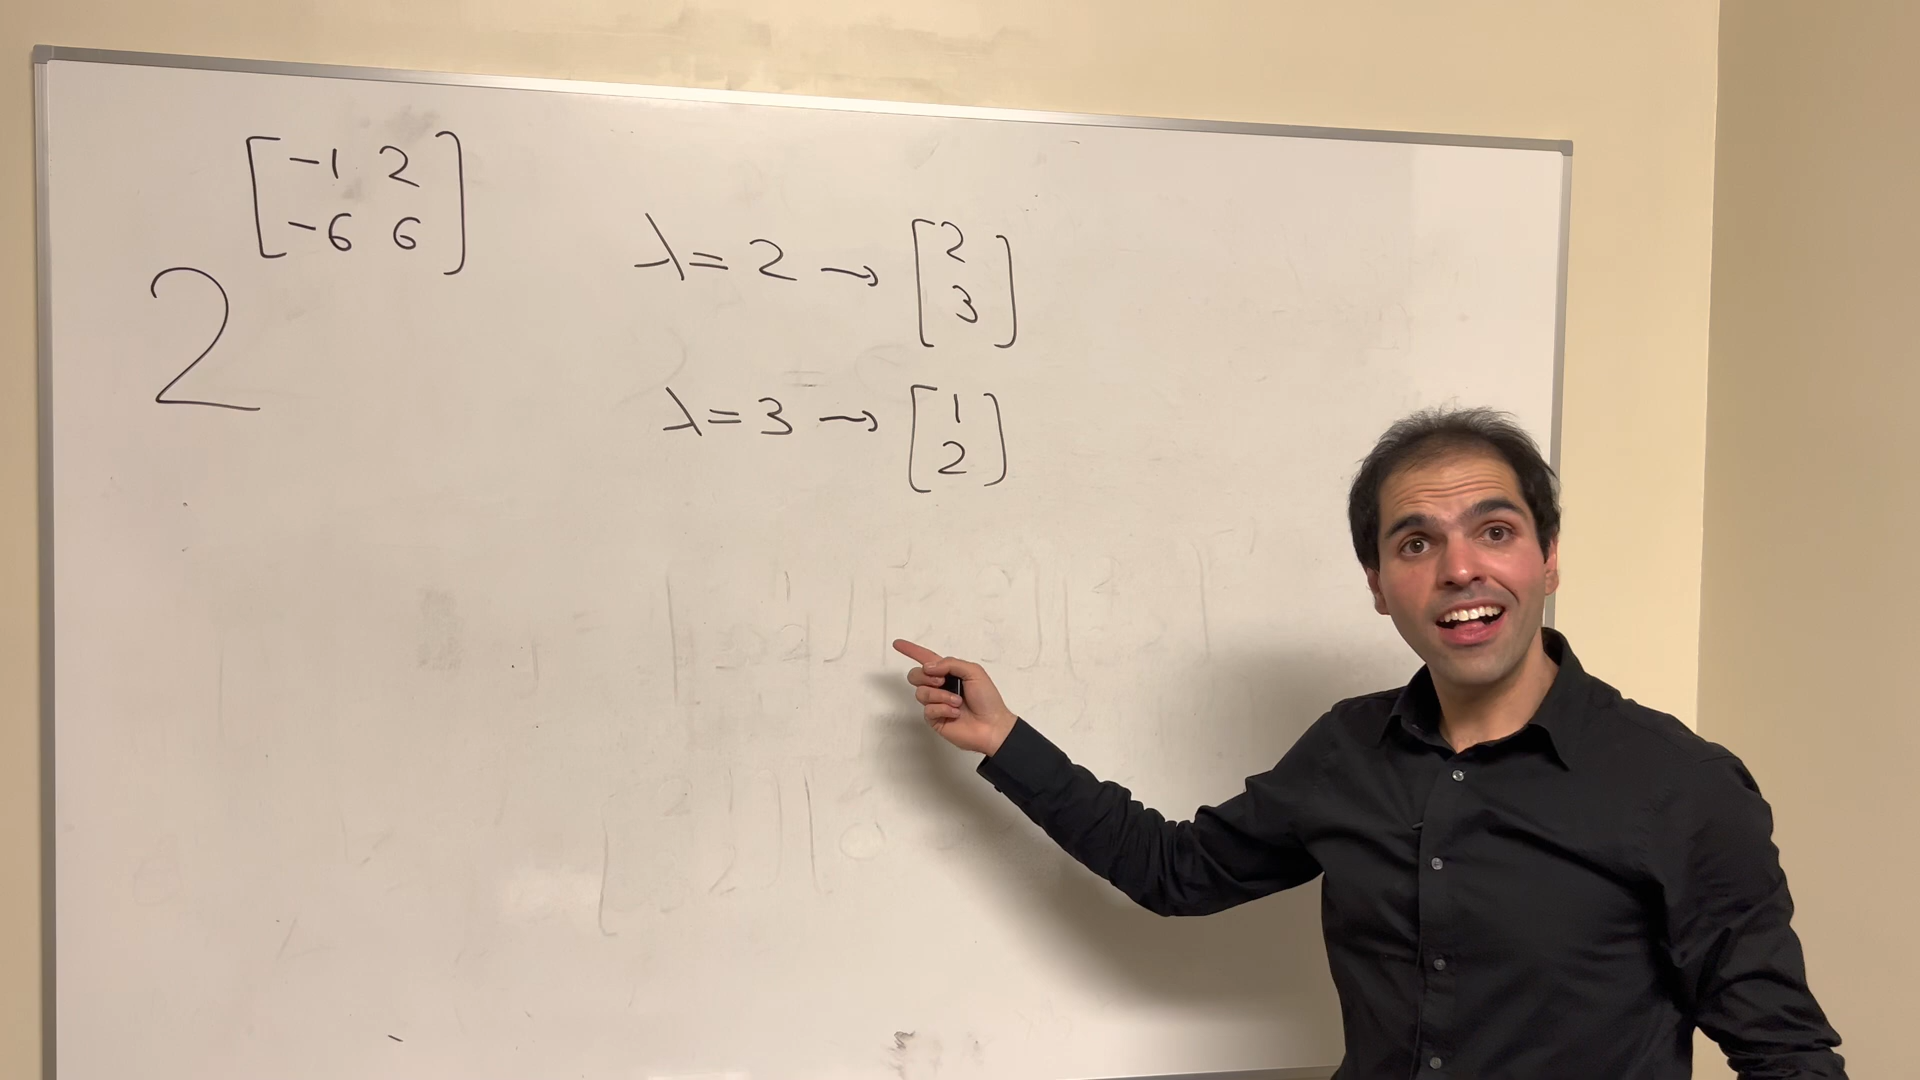 2^[-1 2
-6 6]
λ = 2 → [2
3]
λ = 3 → [1
2]